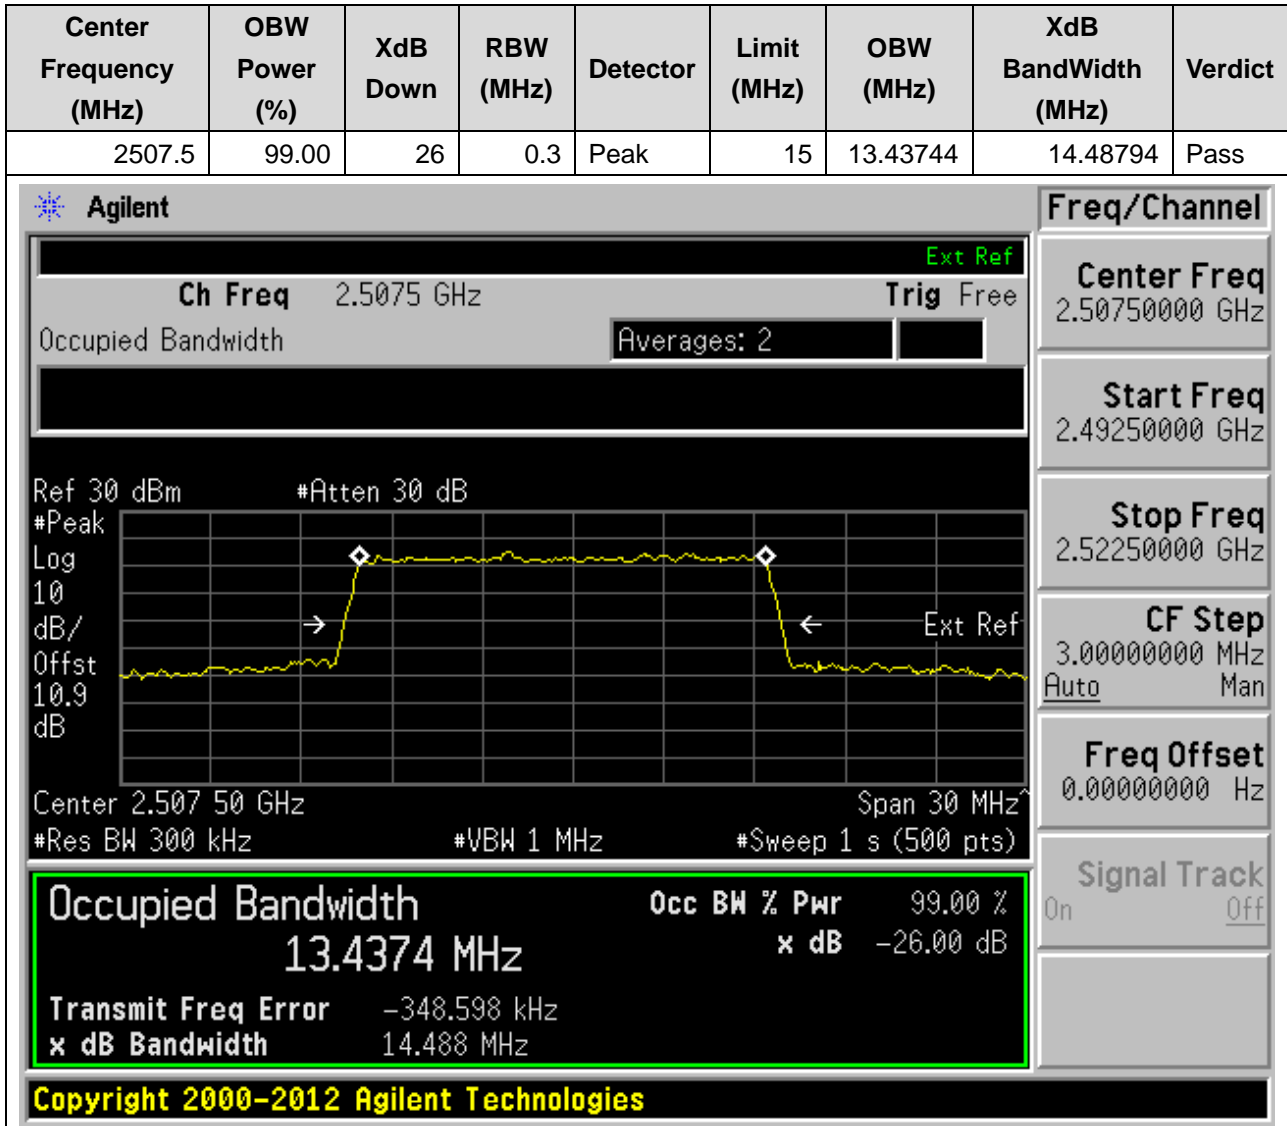 Center Frequency (MHz) OBW Power (%) XdB Down RBW (MHz) Detector Limit (MHz) OBW (MHz) XdB BandWidth (MHz) Verdict
2507.5 99.00 26 0.3 Peak 15 13.43744 14.48794 Pass
Agilent Freq/Channel
Ext Ref
Ch Freq 2.5075 GHz Trig Free
Occupied Bandwidth Averages: 2
Ref 30 dBm #Atten 30 dB
#Peak
Log
10
dB/
Offst
10.9
dB
Ext Ref
Center 2.507 50 GHz Span 30 MHz^
#Res BW 300 kHz #VBW 1 MHz #Sweep 1 s (500 pts)
Occupied Bandwidth
13.4374 MHz
Occ BW % Pwr 99.00 %
x dB -26.00 dB
Transmit Freq Error -348.598 kHz
x dB Bandwidth 14.488 MHz
Center Freq
2.50750000 GHz
Start Freq
2.49250000 GHz
Stop Freq
2.52250000 GHz
CF Step
3.00000000 MHz
Auto Man
Freq Offset
0.00000000 Hz
Signal Track
On Off
Copyright 2000-2012 Agilent Technologies